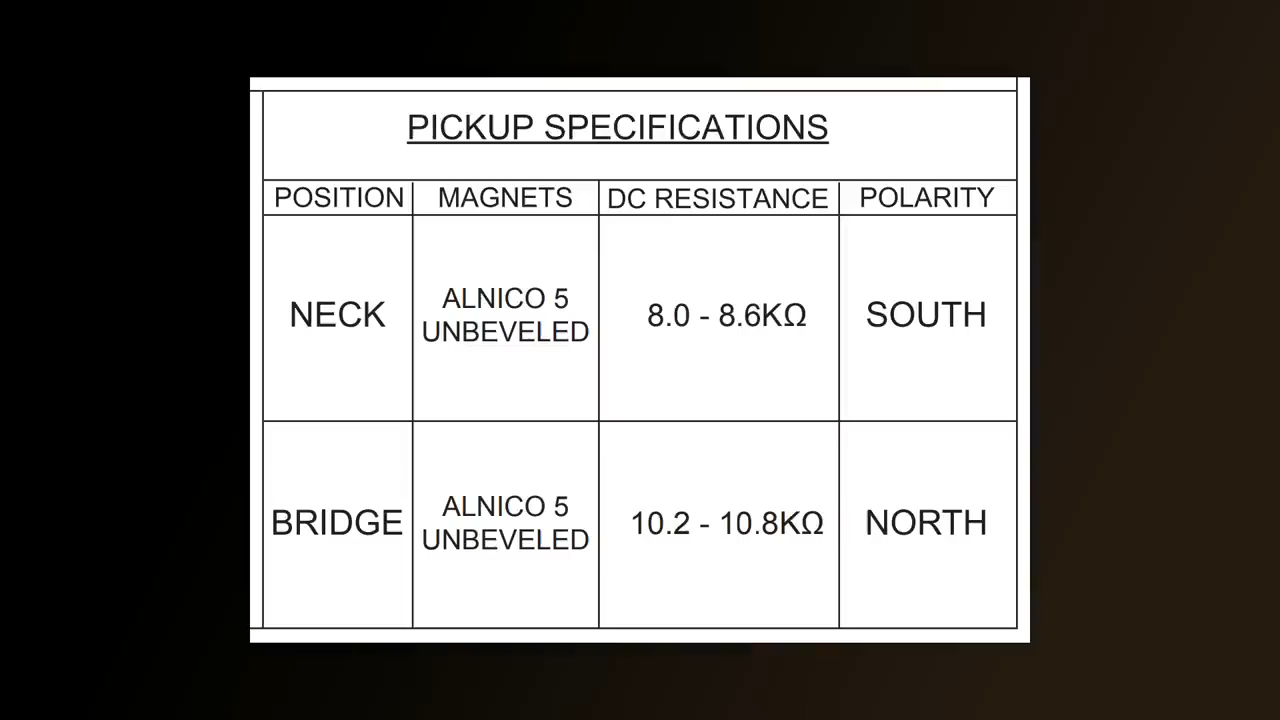 PICKUP SPECIFICATIONS
POSITION MAGNETS DC RESISTANCE POLARITY
NECK ALNICO 5 UNBEVELED 8.0 - 8.6KΩ SOUTH
BRIDGE ALNICO 5 UNBEVELED 10.2 - 10.8KΩ NORTH